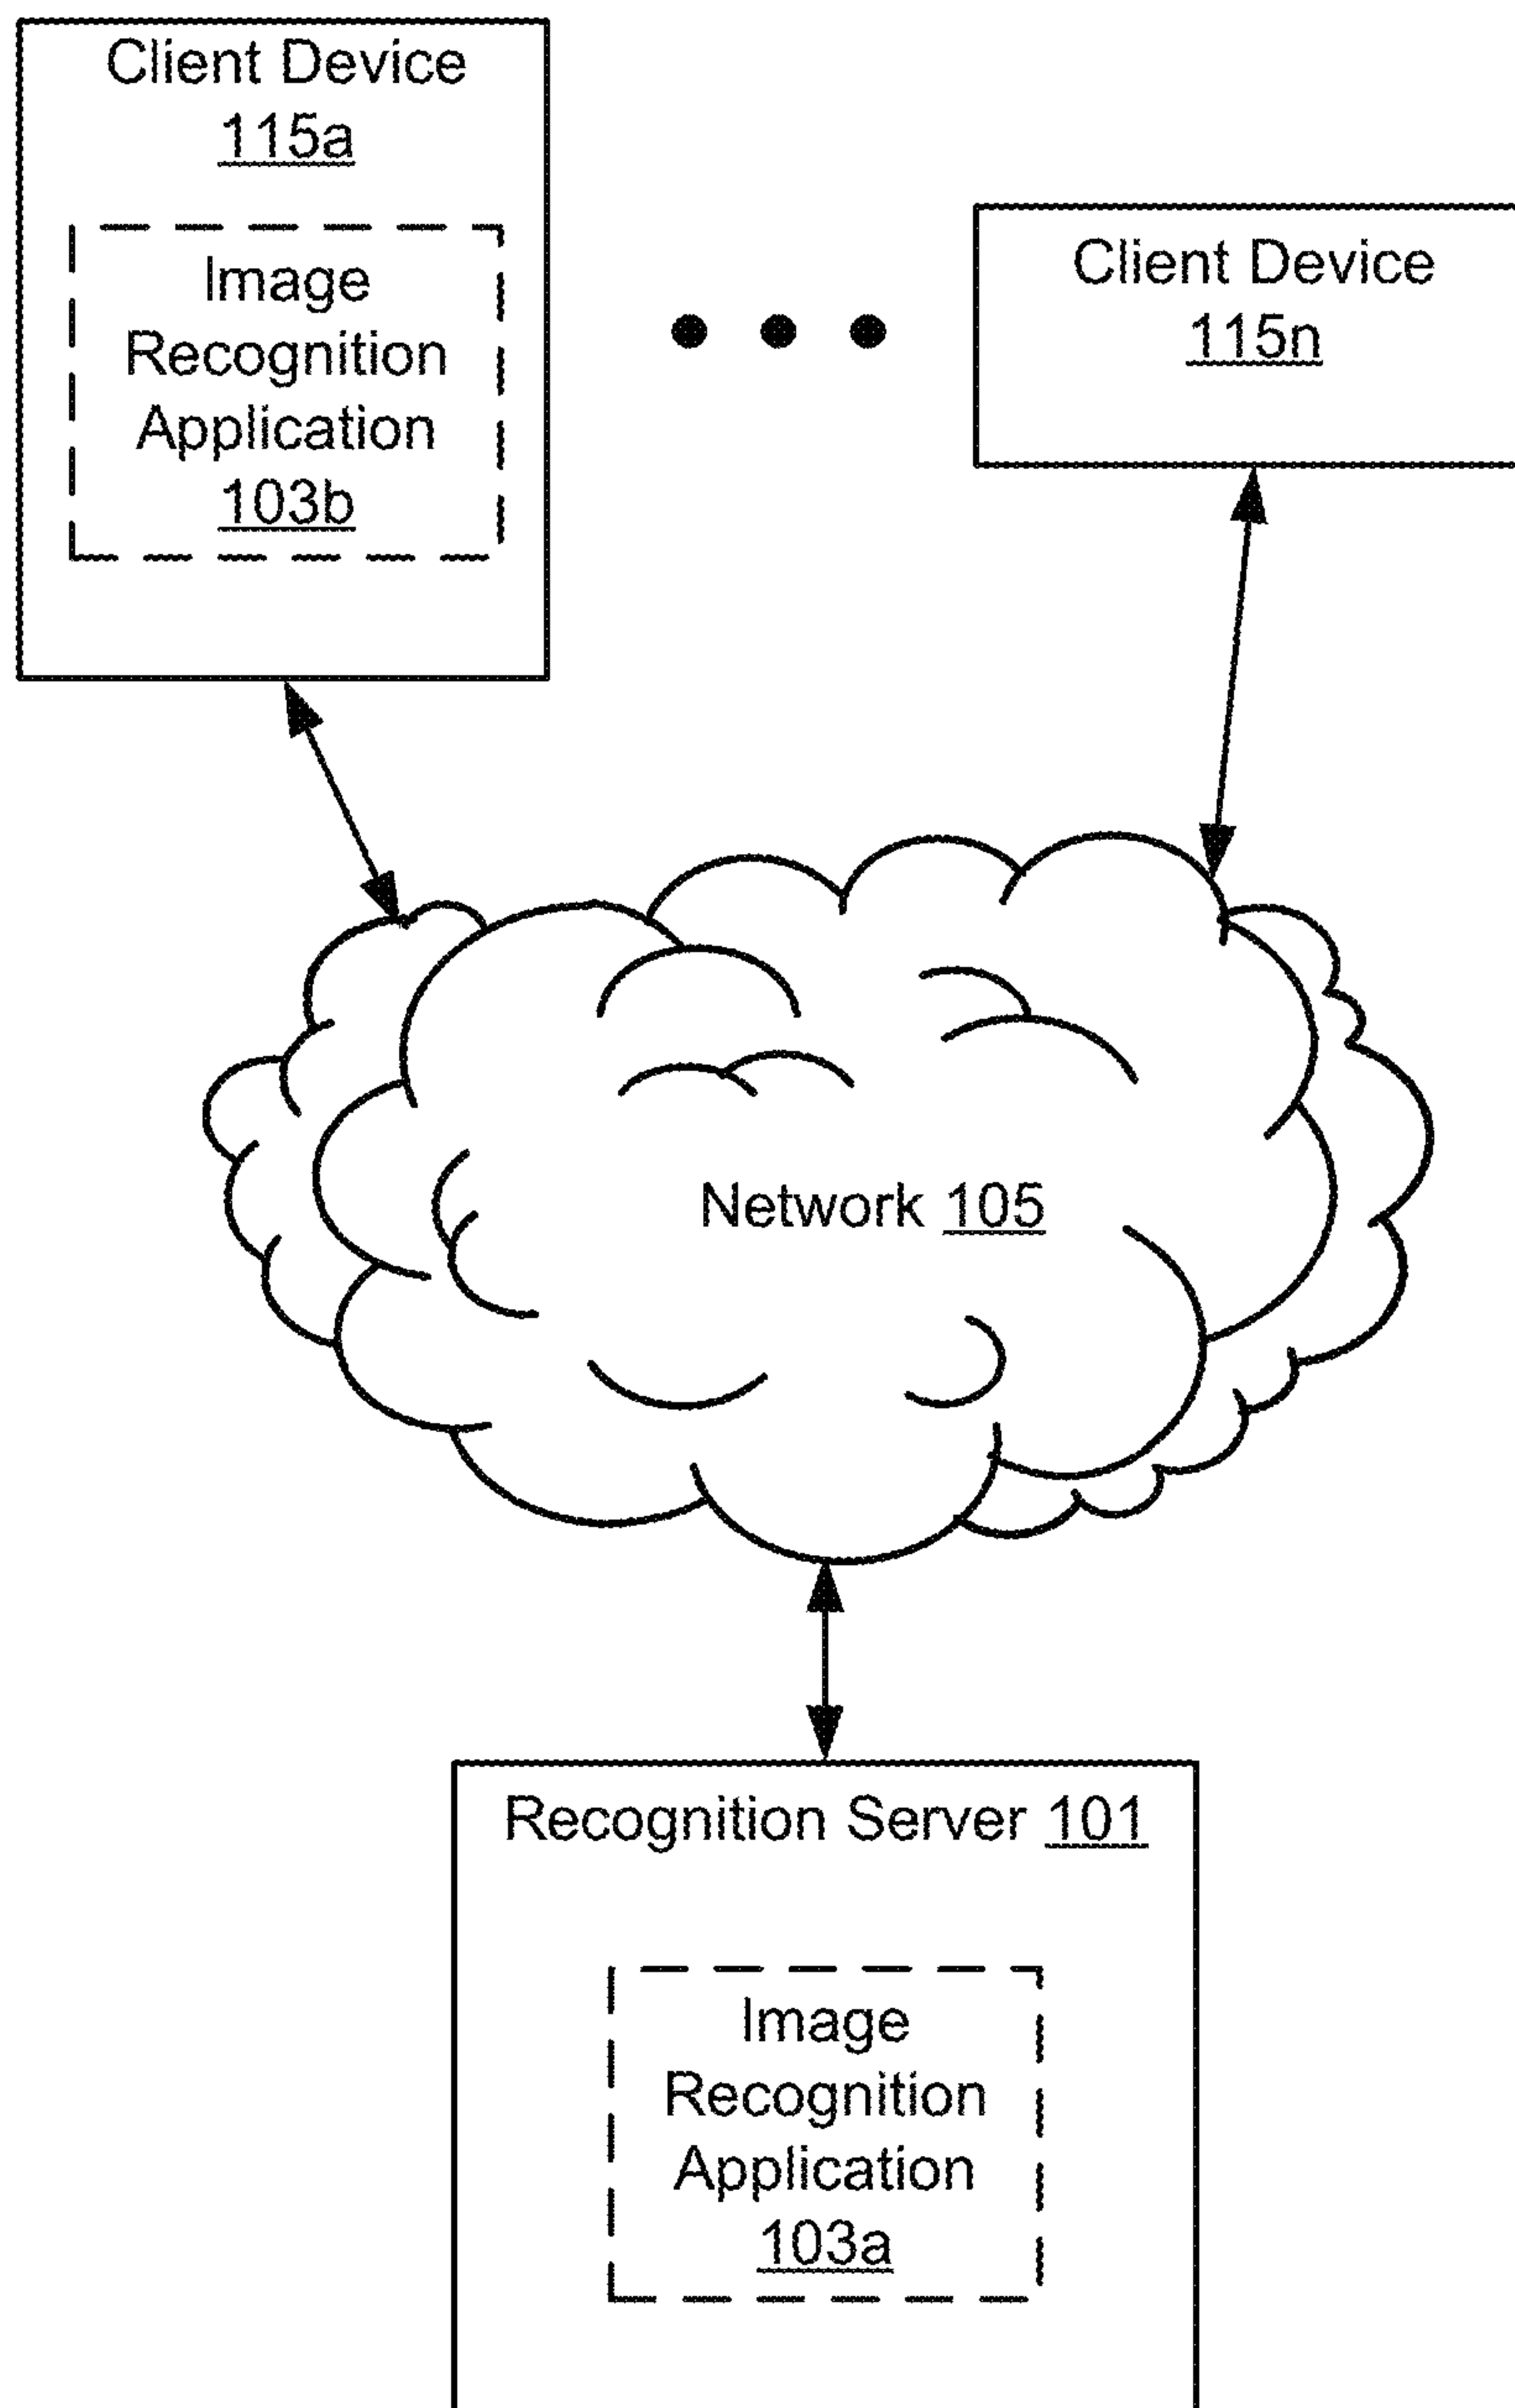 Client Device
115a
Image
Recognition
Application
103b
Client Device
115n
Network 105
Recognition Server 101
Image
Recognition
Application
103a